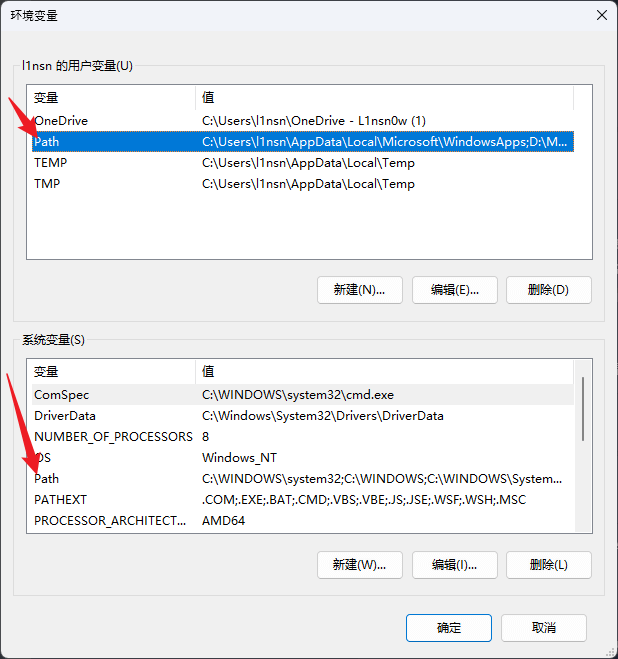 环境变量
l1nsn 的用户变量(U)
变量 值
OneDrive C:\Users\l1nsn\OneDrive - L1nsn0w (1)
Path C:\Users\l1nsn\AppData\Local\Microsoft\WindowsApps;D:\M...
TEMP C:\Users\l1nsn\AppData\Local\Temp
TMP C:\Users\l1nsn\AppData\Local\Temp
新建(N)... 编辑(E)... 删除(D)
系统变量(S)
变量 值
ComSpec C:\WINDOWS\system32\cmd.exe
DriverData C:\Windows\System32\Drivers\DriverData
NUMBER_OF_PROCESSORS 8
OS Windows_NT
Path C:\WINDOWS\system32;C:\WINDOWS;C:\WINDOWS\System...
PATHEXT .COM;.EXE;.BAT;.CMD;.VBS;.VBE;.JS;.JSE;.WSF;.WSH;.MSC
PROCESSOR_ARCHITECT... AMD64
新建(W)... 编辑(I)... 删除(L)
确定 取消